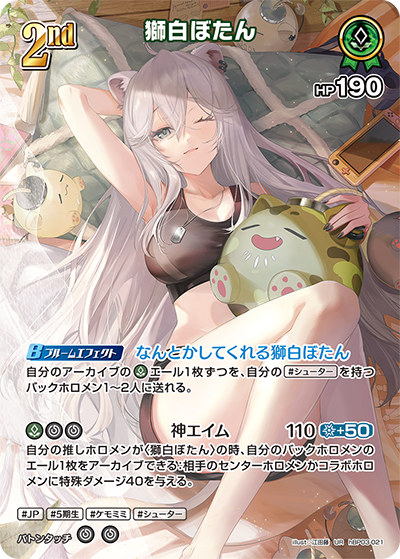 2nd
獅白ぼたん
HP190
Bブルームエフェクト なんとかしてくれる獅白ぼたん
自分のアーカイブの エール1枚ずつを、自分の #シューター を持つ
バックホロメン1〜2人に送れる。
神エイム 110 +50
自分の推しホロメンが〈獅白ぼたん〉の時、自分のバックホロメンの
エール1枚をアーカイブできる：相手のセンターホロメンかコラボホロ
メンに特殊ダメージ40を与える。
#JP #5期生 #ケモミミ #シューター
バトンタッチ
illust：江田藤 UR hBP03-021